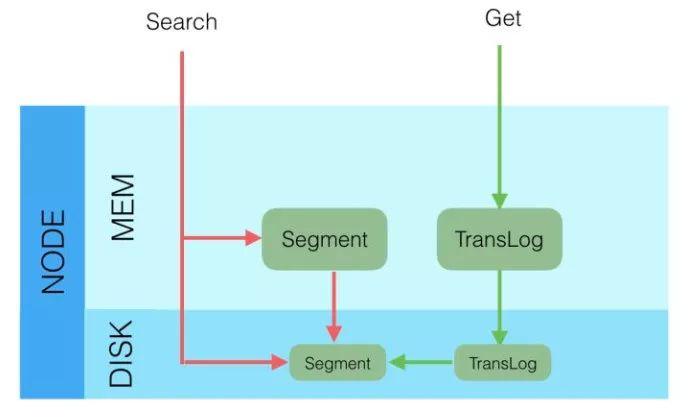 Search
Get
NODE
MEM
Segment
TransLog
DISK
Segment
TransLog